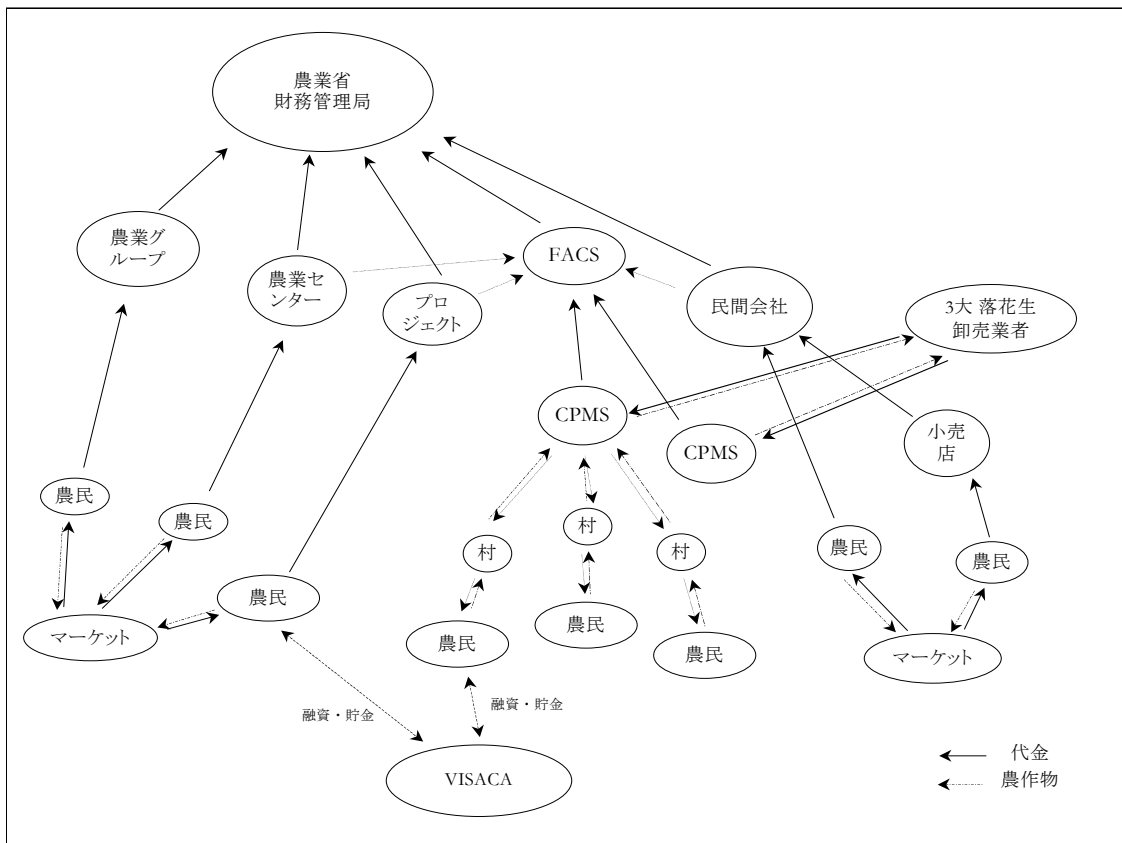 農業省
財務管理局
農業グ
ループ
農業セ
ンター
プロ
ジェクト
FACS
民間会社
3大 落花生
卸売業者
CPMS
CPMS
小売
店
農民
農民
農民
村
村
村
農民
農民
農民
農民
農民
マーケット
マーケット
融資・貯金
融資・貯金
VISACA
代金
農作物